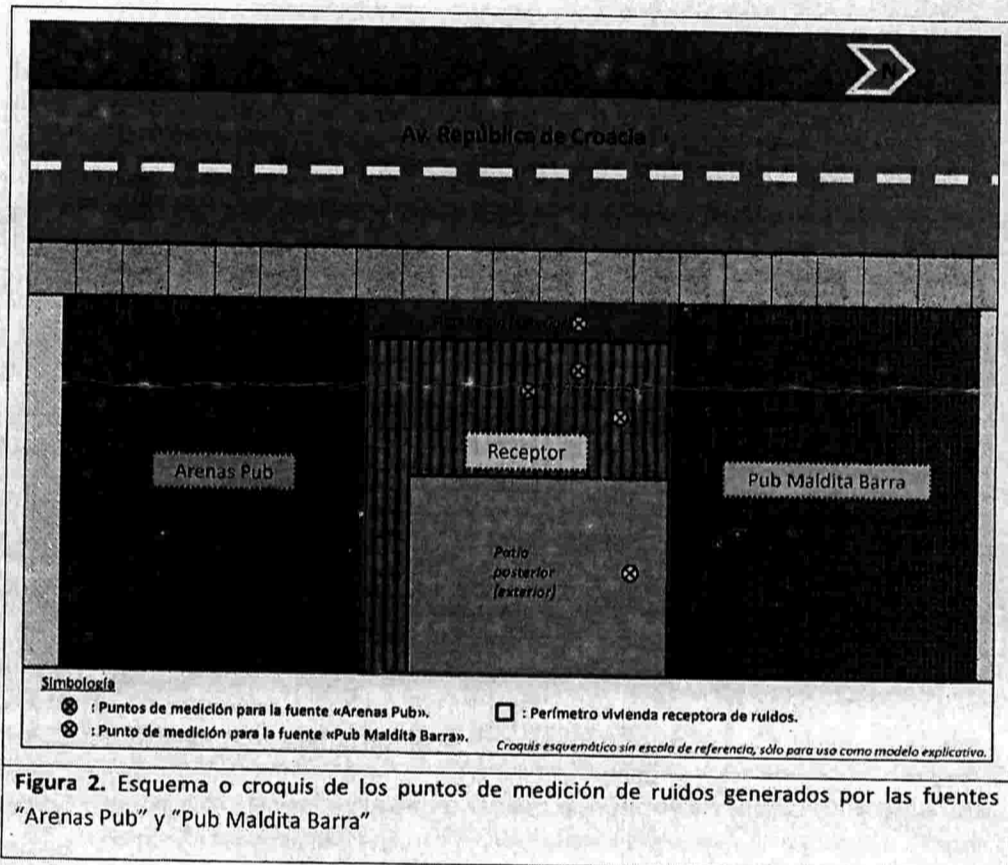 N
Av. República de Croacia
Arenas Pub
Receptor
Pub Maldita Barra
Patio
posterior
(exterior)
Simbología
: Puntos de medición para la fuente «Arenas Pub».
: Punto de medición para la fuente «Pub Maldita Barra».
: Perímetro vivienda receptora de ruidos.
Croquis esquemático sin escala de referencia, sólo para uso como modelo explicativo.
Figura 2. Esquema o croquis de los puntos de medición de ruidos generados por las fuentes
"Arenas Pub" y "Pub Maldita Barra"